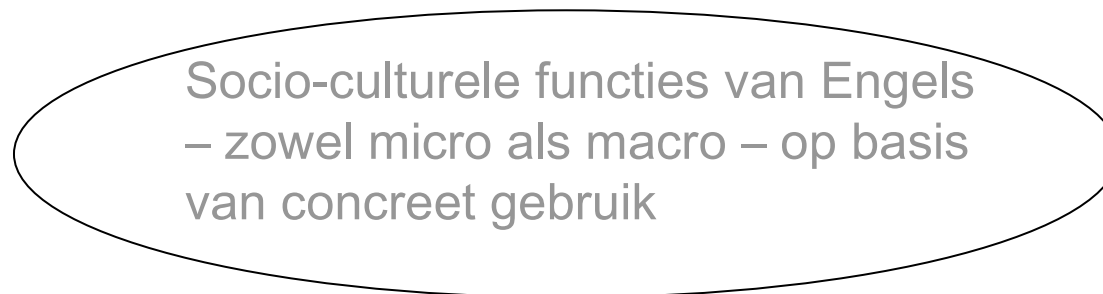 Socio-culturele functies van Engels
– zowel micro als macro – op basis
van concreet gebruik